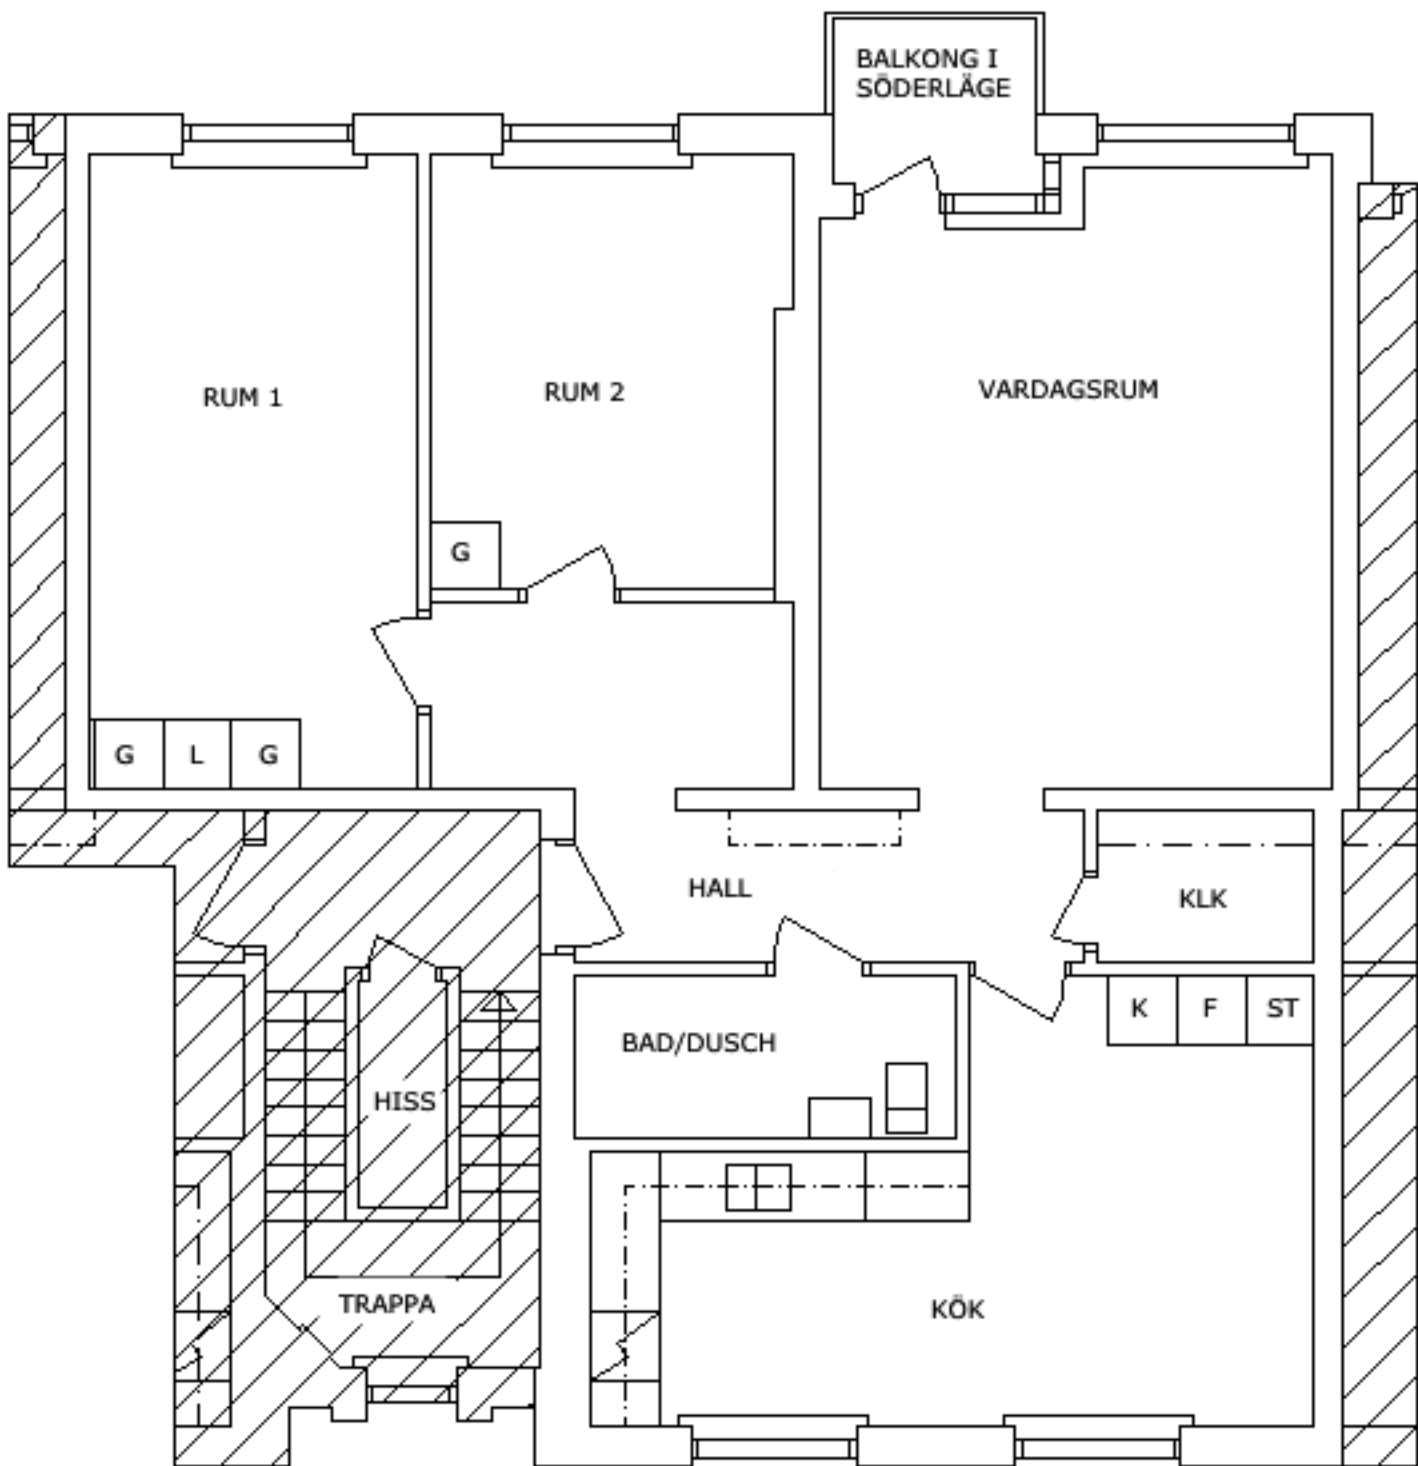 BALKONG I
SÖDERLÄGE
RUM 1
RUM 2
VARDAGSRUM
G
G L G
HALL
KLK
K F ST
BAD/DUSCH
HISS
TRAPPA
KÖK